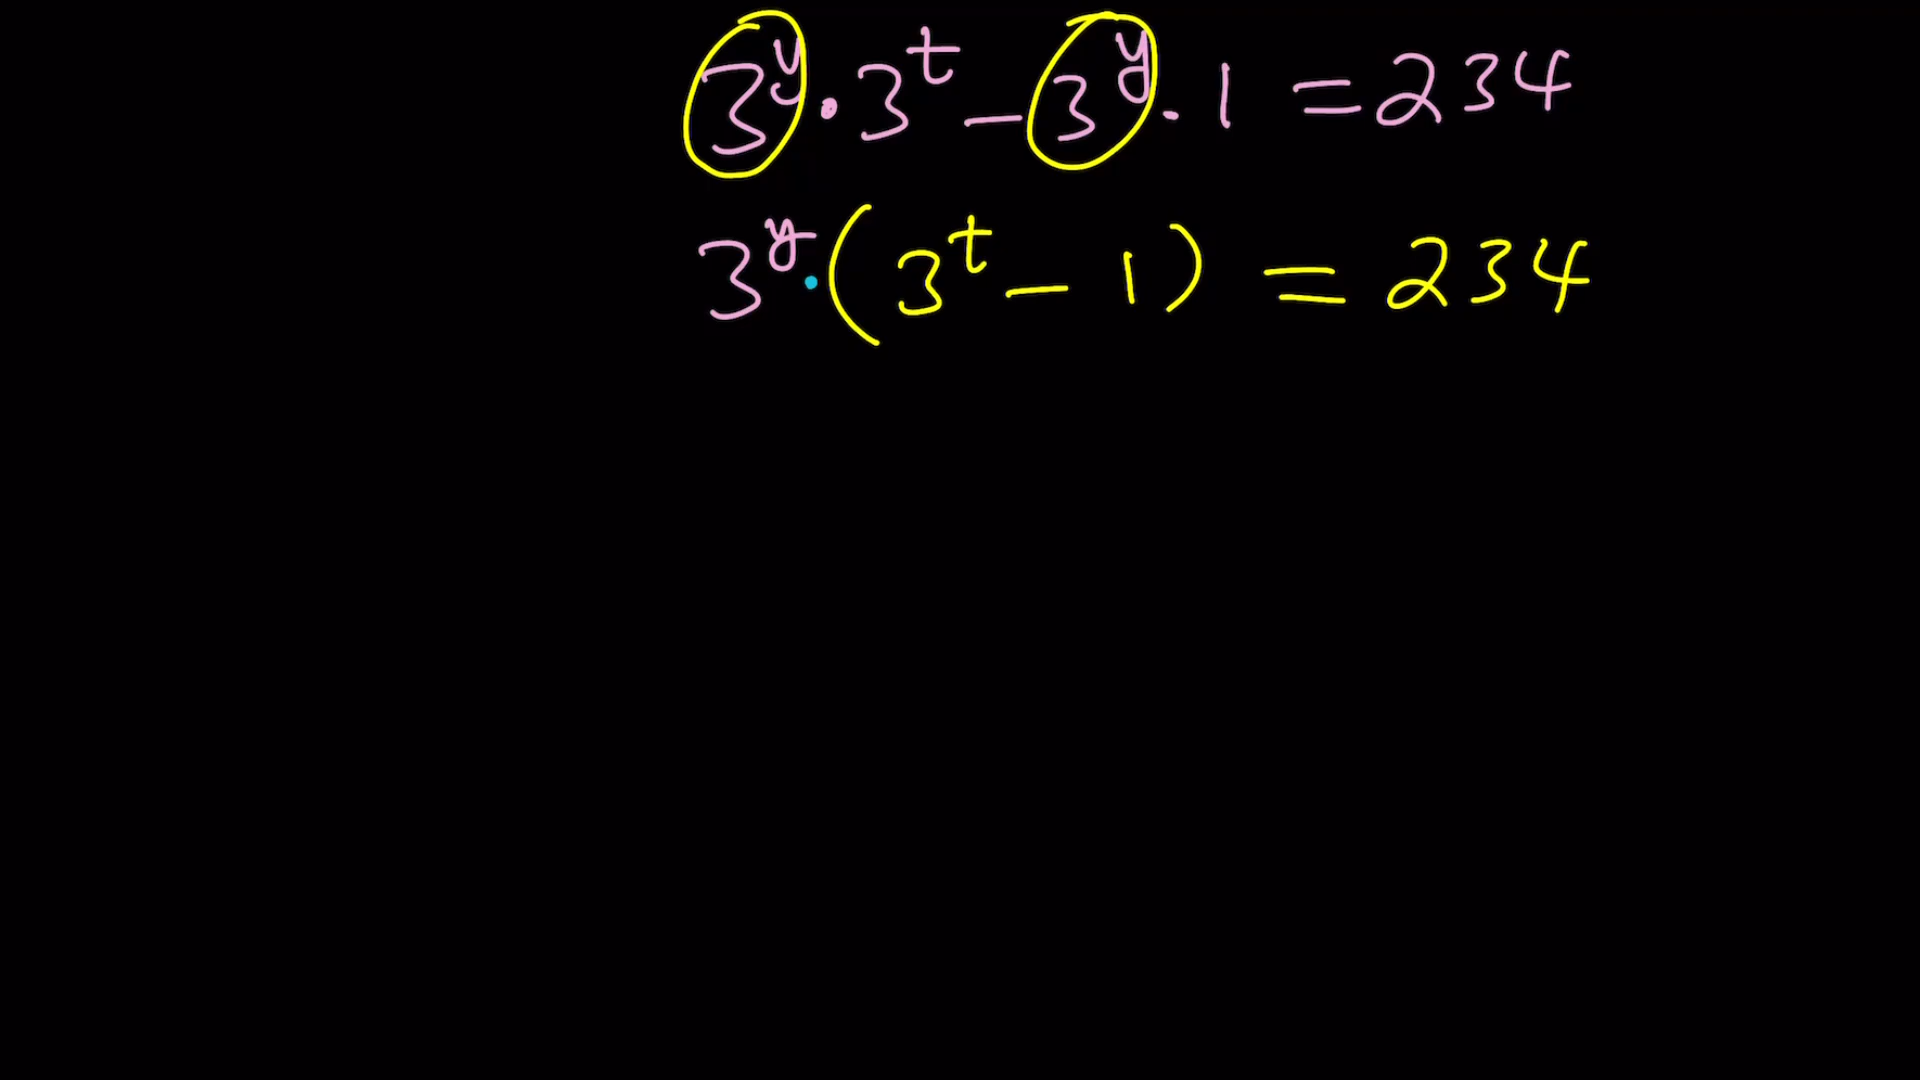 3^y · 3^t - 3^y · 1 = 234
3^y · (3^t - 1) = 234